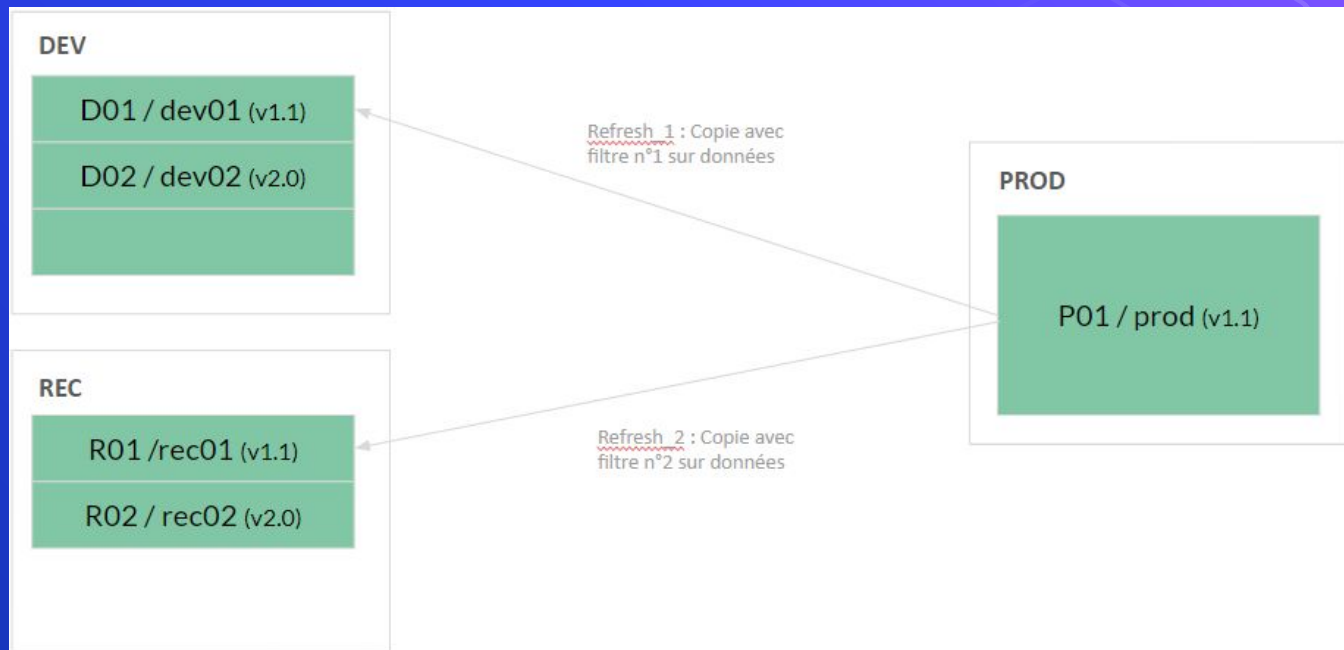 DEV
D01 / dev01 (v1.1)
D02 / dev02 (v2.0)
Refresh_1 : Copie avec
filtre n°1 sur données
PROD
P01 / prod (v1.1)
REC
R01 /rec01 (v1.1)
R02 / rec02 (v2.0)
Refresh_2 : Copie avec
filtre n°2 sur données